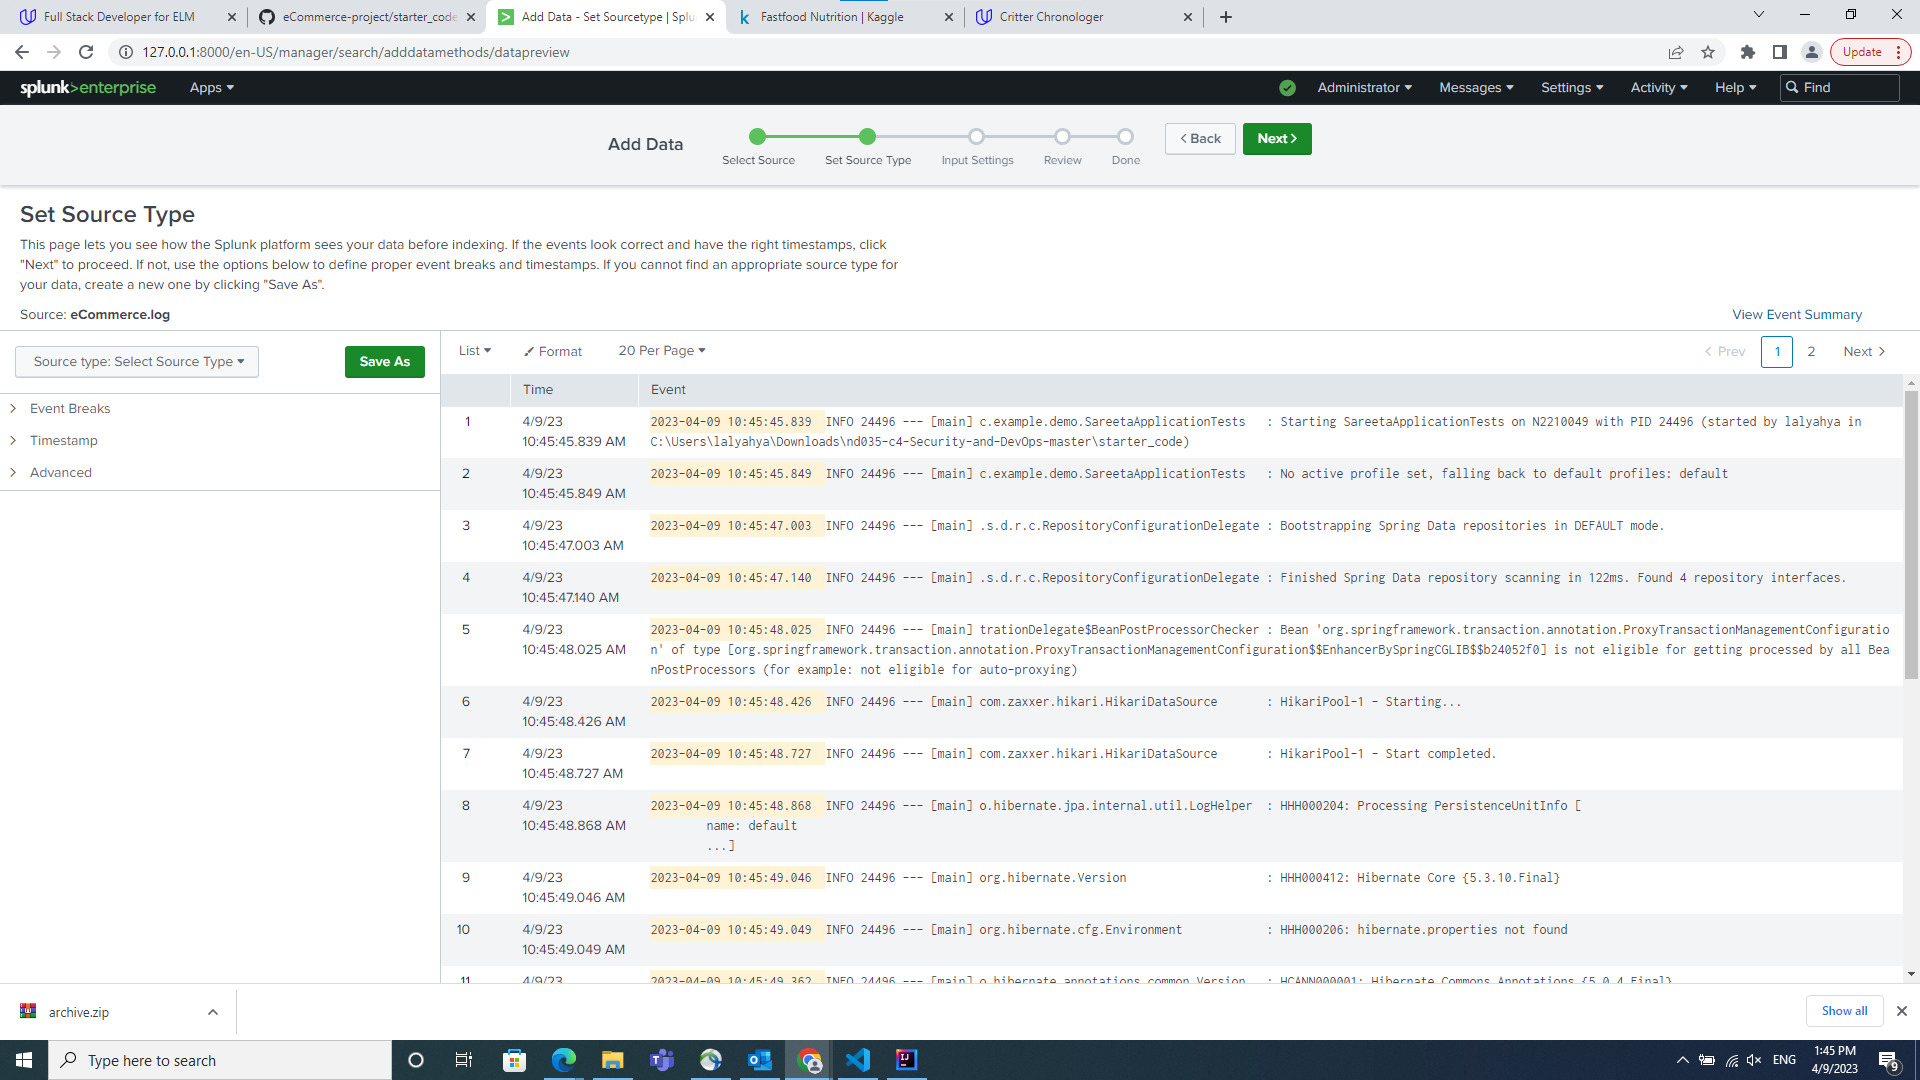 Full Stack Developer for ELM
eCommerce-project/starter_code
Add Data - Set Sourcetype | Splu
Fastfood Nutrition | Kaggle
Critter Chronologer
127.0.0.1:8000/en-US/manager/search/adddatamethods/datapreview
Update
splunk>enterprise
Apps
Administrator
Messages
Settings
Activity
Help
Find
Add Data
Select Source
Set Source Type
Input Settings
Review
Done
< Back
Next >
Set Source Type
This page lets you see how the Splunk platform sees your data before indexing. If the events look correct and have the right timestamps, click
"Next" to proceed. If not, use the options below to define proper event breaks and timestamps. If you cannot find an appropriate source type for
your data, create a new one by clicking "Save As".
Source: eCommerce.log
View Event Summary
Source type: Select Source Type
Save As
Event Breaks
Timestamp
Advanced
List
Format
20 Per Page
< Prev
1
2
Next >
Time
Event
1
4/9/23
10:45:45.839 AM
2023-04-09 10:45:45.839  INFO 24496 --- [main] c.example.demo.SareetaApplicationTests   : Starting SareetaApplicationTests on N2210049 with PID 24496 (started by lalyahya in
C:\Users\lalyahya\Downloads\nd035-c4-Security-and-DevOps-master\starter_code)
2
4/9/23
10:45:45.849 AM
2023-04-09 10:45:45.849  INFO 24496 --- [main] c.example.demo.SareetaApplicationTests   : No active profile set, falling back to default profiles: default
3
4/9/23
10:45:47.003 AM
2023-04-09 10:45:47.003  INFO 24496 --- [main] .s.d.r.c.RepositoryConfigurationDelegate : Bootstrapping Spring Data repositories in DEFAULT mode.
4
4/9/23
10:45:47.140 AM
2023-04-09 10:45:47.140  INFO 24496 --- [main] .s.d.r.c.RepositoryConfigurationDelegate : Finished Spring Data repository scanning in 122ms. Found 4 repository interfaces.
5
4/9/23
10:45:48.025 AM
2023-04-09 10:45:48.025  INFO 24496 --- [main] trationDelegate$BeanPostProcessorChecker : Bean 'org.springframework.transaction.annotation.ProxyTransactionManagementConfiguratio
n' of type [org.springframework.transaction.annotation.ProxyTransactionManagementConfiguration$$EnhancerBySpringCGLIB$$b24052f0] is not eligible for getting processed by all Bea
nPostProcessors (for example: not eligible for auto-proxying)
6
4/9/23
10:45:48.426 AM
2023-04-09 10:45:48.426  INFO 24496 --- [main] com.zaxxer.hikari.HikariDataSource       : HikariPool-1 - Starting...
7
4/9/23
10:45:48.727 AM
2023-04-09 10:45:48.727  INFO 24496 --- [main] com.zaxxer.hikari.HikariDataSource       : HikariPool-1 - Start completed.
8
4/9/23
10:45:48.868 AM
2023-04-09 10:45:48.868  INFO 24496 --- [main] o.hibernate.jpa.internal.util.LogHelper  : HHH000204: Processing PersistenceUnitInfo [
name: default
...]
9
4/9/23
10:45:49.046 AM
2023-04-09 10:45:49.046  INFO 24496 --- [main] org.hibernate.Version                    : HHH000412: Hibernate Core {5.3.10.Final}
10
4/9/23
10:45:49.049 AM
2023-04-09 10:45:49.049  INFO 24496 --- [main] org.hibernate.cfg.Environment            : HHH000206: hibernate.properties not found
11
4/9/23
2023-04-09 10:45:49.362  INFO 24496 --- [main] o.hibernate.annotations.common.Version   : HCANN000001: Hibernate Commons Annotations {5.0.4.Final}
archive.zip
Show all
Type here to search
ENG
1:45 PM
4/9/2023
9